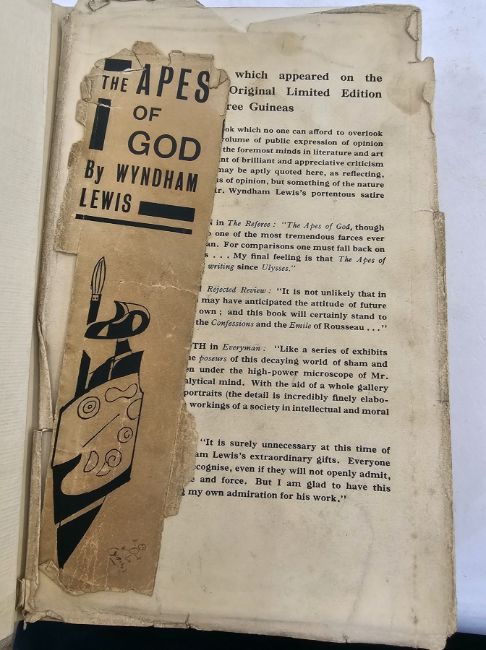 THE APES
OF
GOD
By WYNDHAM
LEWIS
which appeared on the
Original Limited Edition
ree Guineas
ok which no one can afford to overlook
olume of public expression of opinion
the foremost minds in literature and art
nt of brilliant and appreciative criticism
may be aptly quoted here, as reflecting,
s of opinion, but something of the nature
r. Wyndham Lewis's portentous satire
N in The Referee : "The Apes of God, though
o one of the most tremendous farces ever
an. For comparisons one must fall back on
s . . . My final feeling is that The Apes of
writing since Ulysses."
Rejected Review : "It is not unlikely that in
may have anticipated the attitude of future
own ; and this book will certainly stand to
the Confessions and the Emile of Rousseau . . ."
TH in Everyman : "Like a series of exhibits
he poseurs of this decaying world of sham and
en under the high-power microscope of Mr.
alytical mind. With the aid of a whole gallery
portraits (the detail is incredibly finely elabo-
workings of a society in intellectual and moral
"It is surely unnecessary at this time of
am Lewis's extraordinary gifts. Everyone
cognise, even if they will not openly admit,
e and force. But I am glad to have this
g my own admiration for his work."